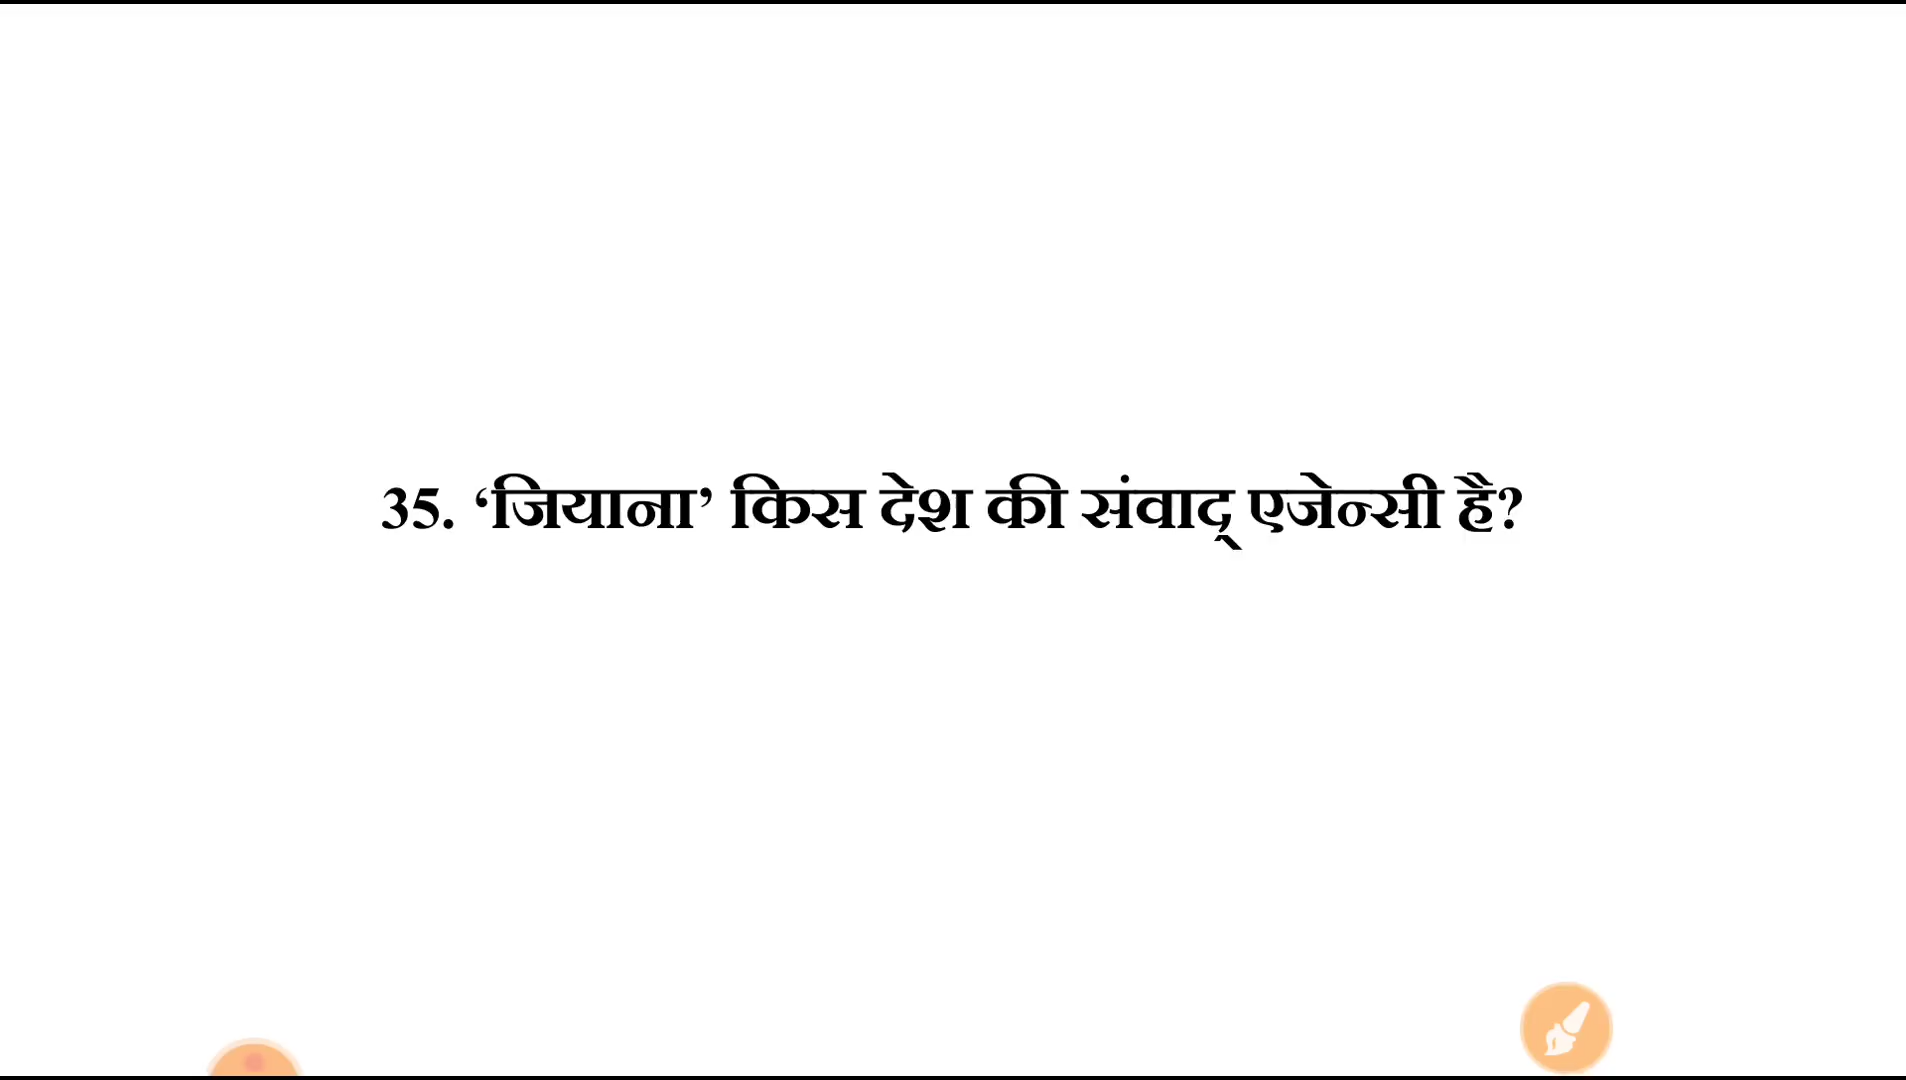 35. ‘जियाना’ किस देश की संवाद् एजेन्सी है?